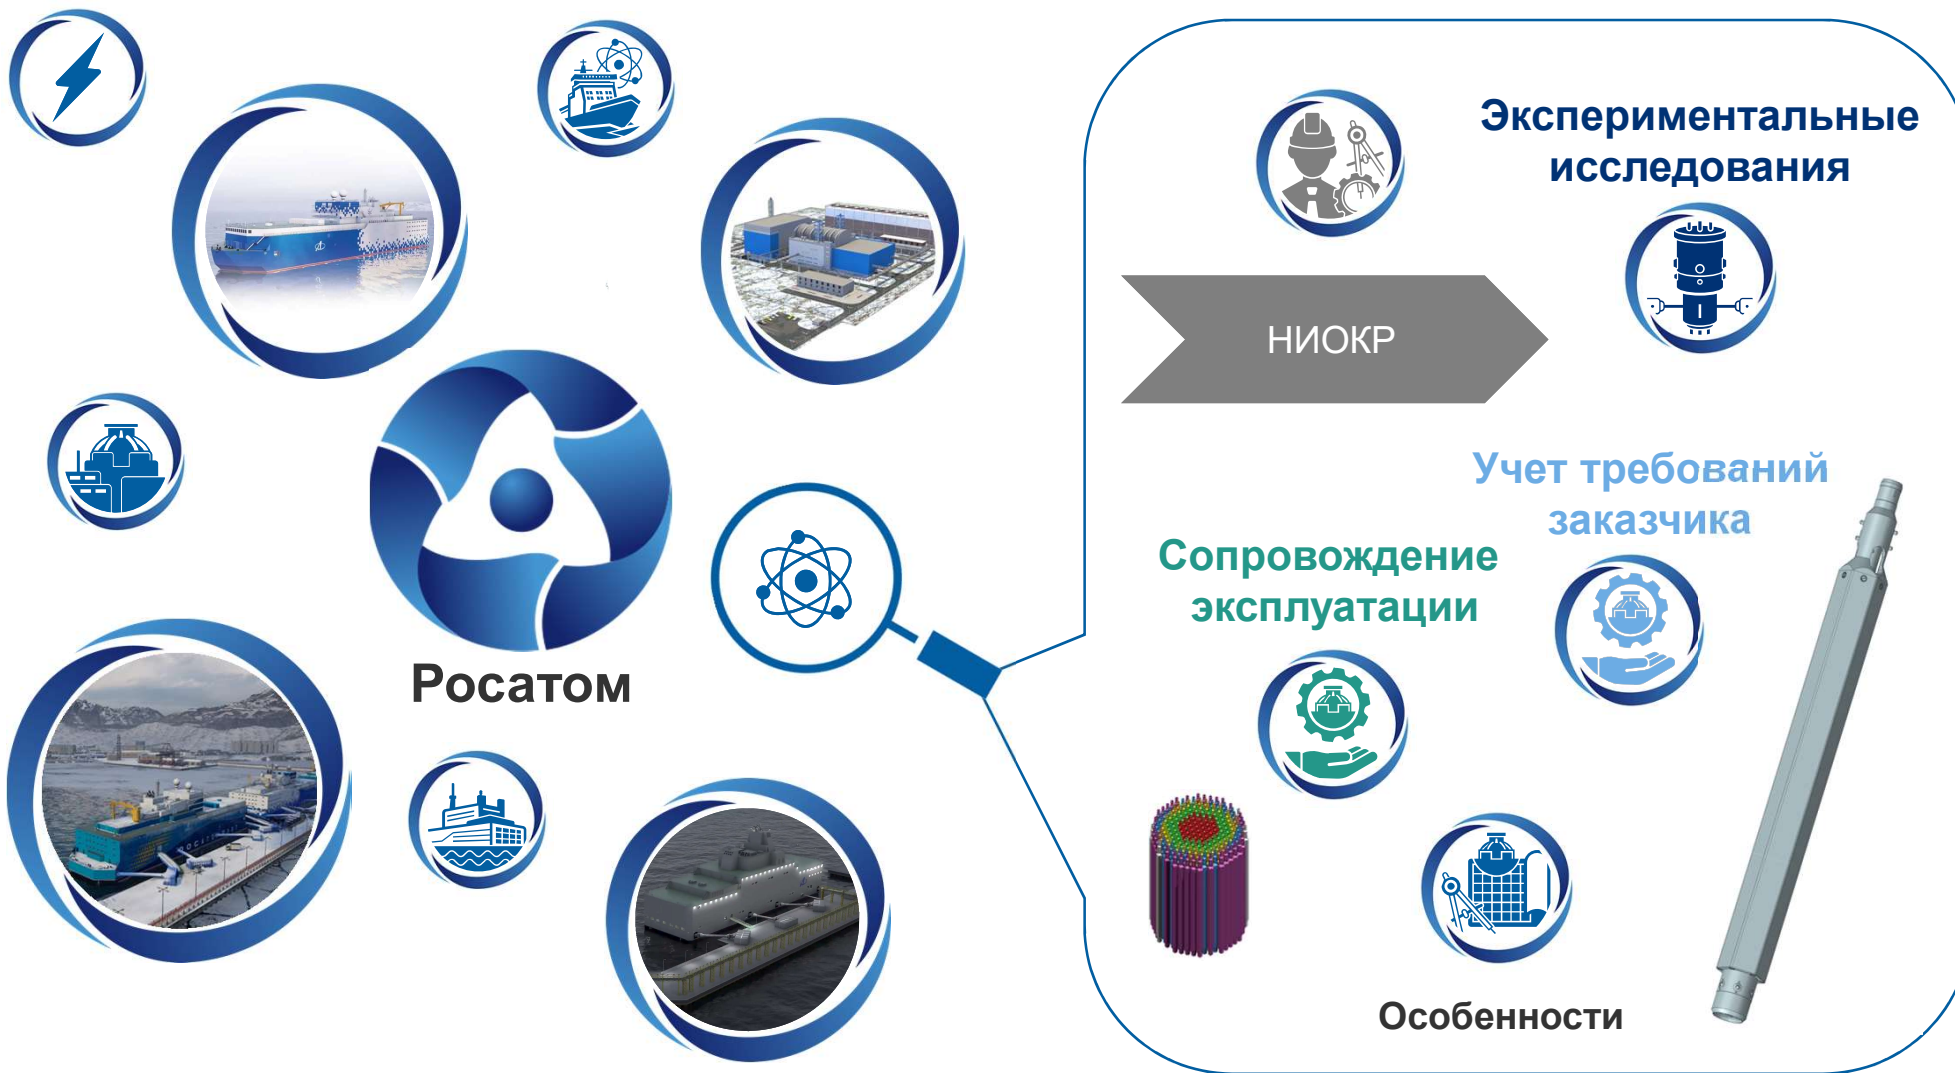 Экспериментальные
исследования
НИОКР
Учет требований
заказчика
Сопровождение
эксплуатации
Росатом
Особенности